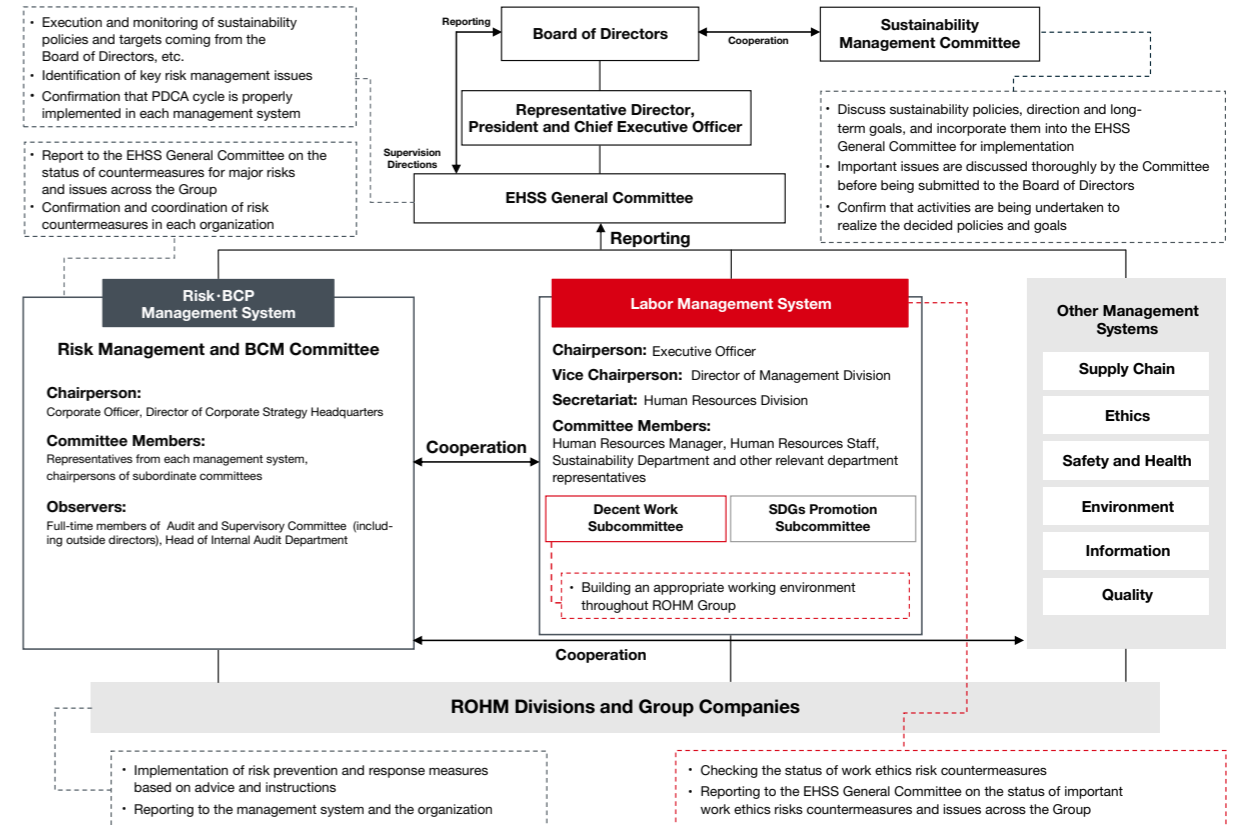 • Execution and monitoring of sustainability
policies and targets coming from the
Board of Directors, etc.
• Identification of key risk management issues
• Confirmation that PDCA cycle is properly
implemented in each management system
• Report to the EHSS General Committee on the
status of countermeasures for major risks
and issues across the Group
• Confirmation and coordination of risk
countermeasures in each organization
Reporting
Board of Directors
Cooperation
Sustainability
Management Committee
Representative Director,
President and Chief Executive Officer
Supervision
Directions
EHSS General Committee
• Discuss sustainability policies, direction and long-
term goals, and incorporate them into the EHSS
General Committee for implementation
• Important issues are discussed thoroughly by the Committee
before being submitted to the Board of Directors
• Confirm that activities are being undertaken to
realize the decided policies and goals
Reporting
Risk·BCP
Management System
Risk Management and BCM Committee
Chairperson:
Corporate Officer, Director of Corporate Strategy Headquarters
Committee Members:
Representatives from each management system,
chairpersons of subordinate committees
Observers:
Full-time members of Audit and Supervisory Committee (includ-
ing outside directors), Head of Internal Audit Department
Cooperation
Labor Management System
Chairperson: Executive Officer
Vice Chairperson: Director of Management Division
Secretariat: Human Resources Division
Committee Members:
Human Resources Manager, Human Resources Staff,
Sustainability Department and other relevant department
representatives
Decent Work
Subcommittee
SDGs Promotion
Subcommittee
• Building an appropriate working environment
throughout ROHM Group
Other Management
Systems
Supply Chain
Ethics
Safety and Health
Environment
Information
Quality
Cooperation
ROHM Divisions and Group Companies
• Implementation of risk prevention and response measures
based on advice and instructions
• Reporting to the management system and the organization
• Checking the status of work ethics risk countermeasures
• Reporting to the EHSS General Committee on the status of important
work ethics risks countermeasures and issues across the Group